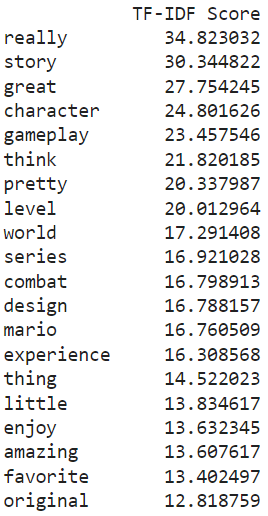 TF-IDF Score
really 34.823032
story 30.344822
great 27.754245
character 24.801626
gameplay 23.457546
think 21.820185
pretty 20.337987
level 20.012964
world 17.291408
series 16.921028
combat 16.798913
design 16.788157
mario 16.760509
experience 16.308568
thing 14.522023
little 13.834617
enjoy 13.632345
amazing 13.607617
favorite 13.402497
original 12.818759